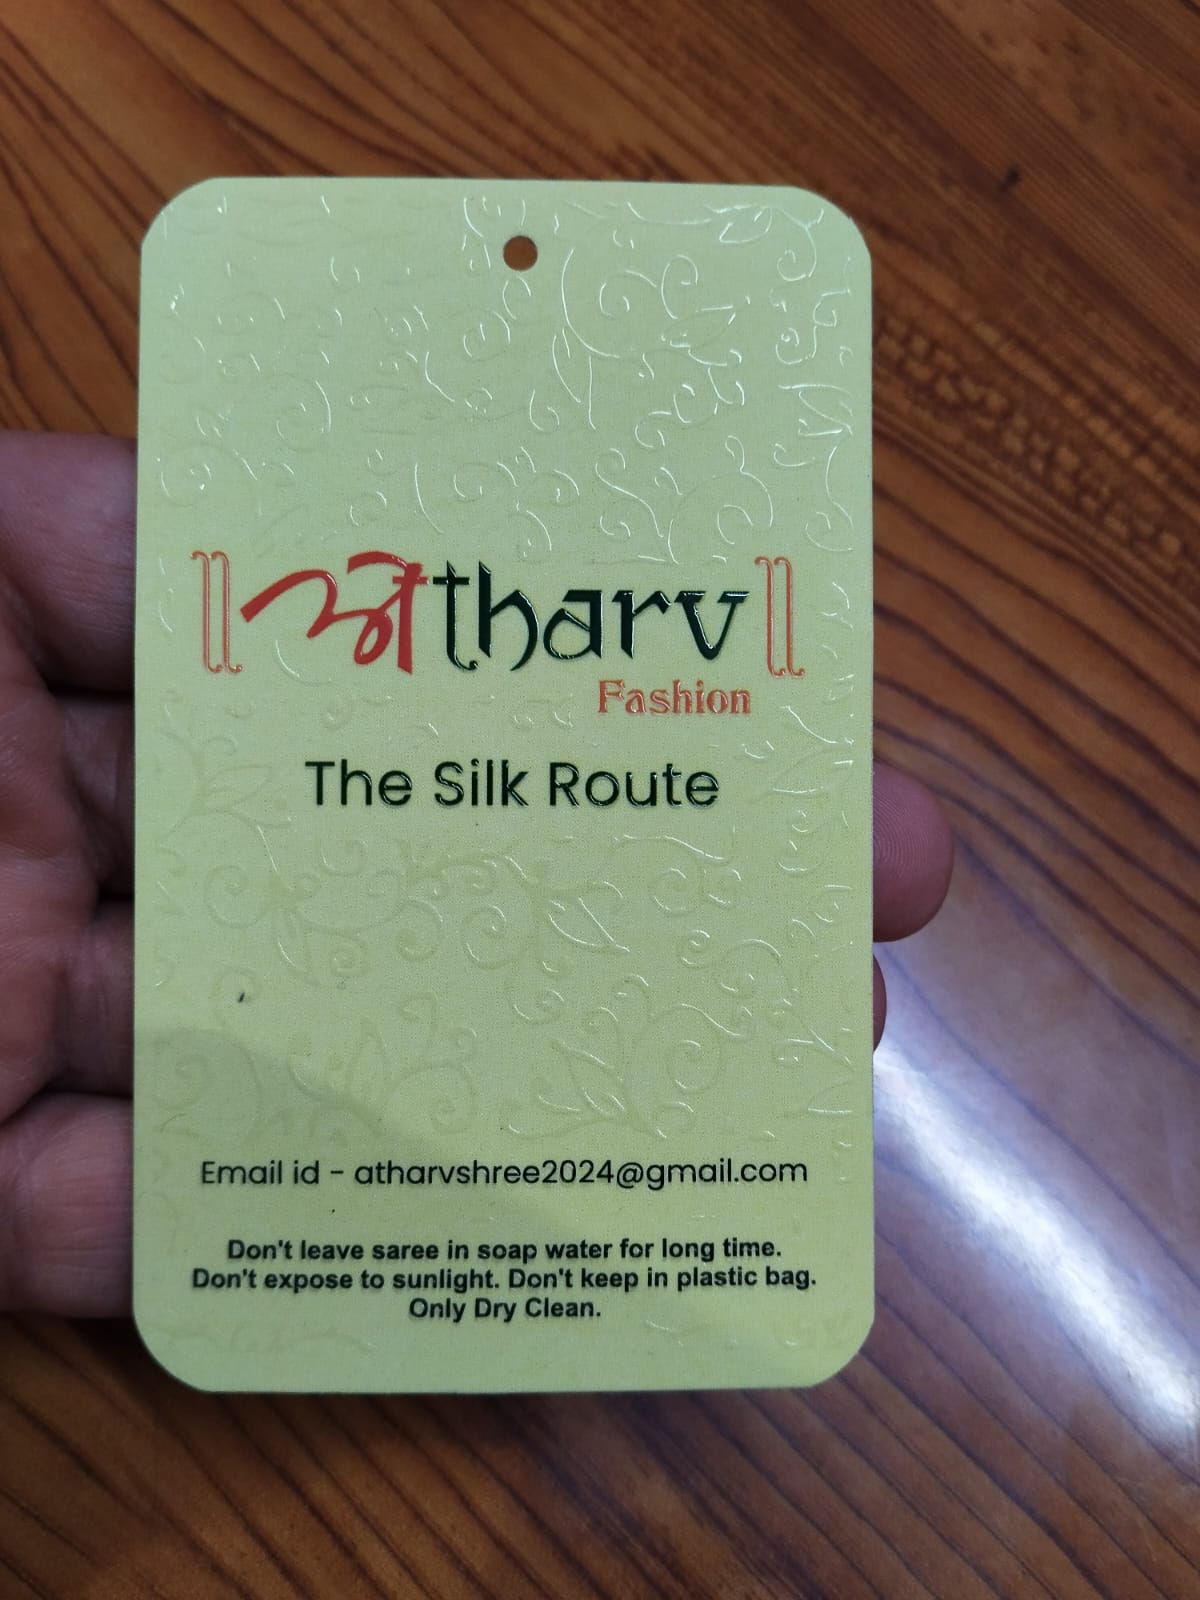 ॥अtharv॥
Fashion
The Silk Route
Email id - atharvshree2024@gmail.com
Don't leave saree in soap water for long time.
Don't expose to sunlight. Don't keep in plastic bag.
Only Dry Clean.